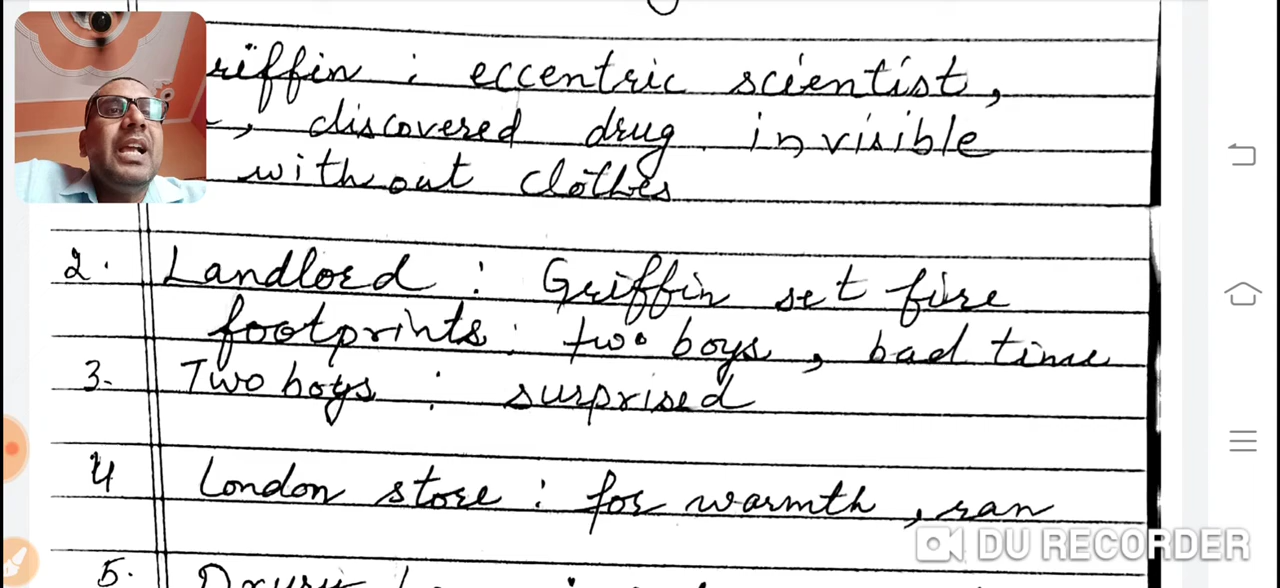 riffin : eccentric scientist,
, discovered drug . invisible
without clothes
2. Landlord : Griffin set fire
footprints : two boys, bad time
3. Two boys : surprised
4 London store : for warmth, ran
5.
DU RECORDER